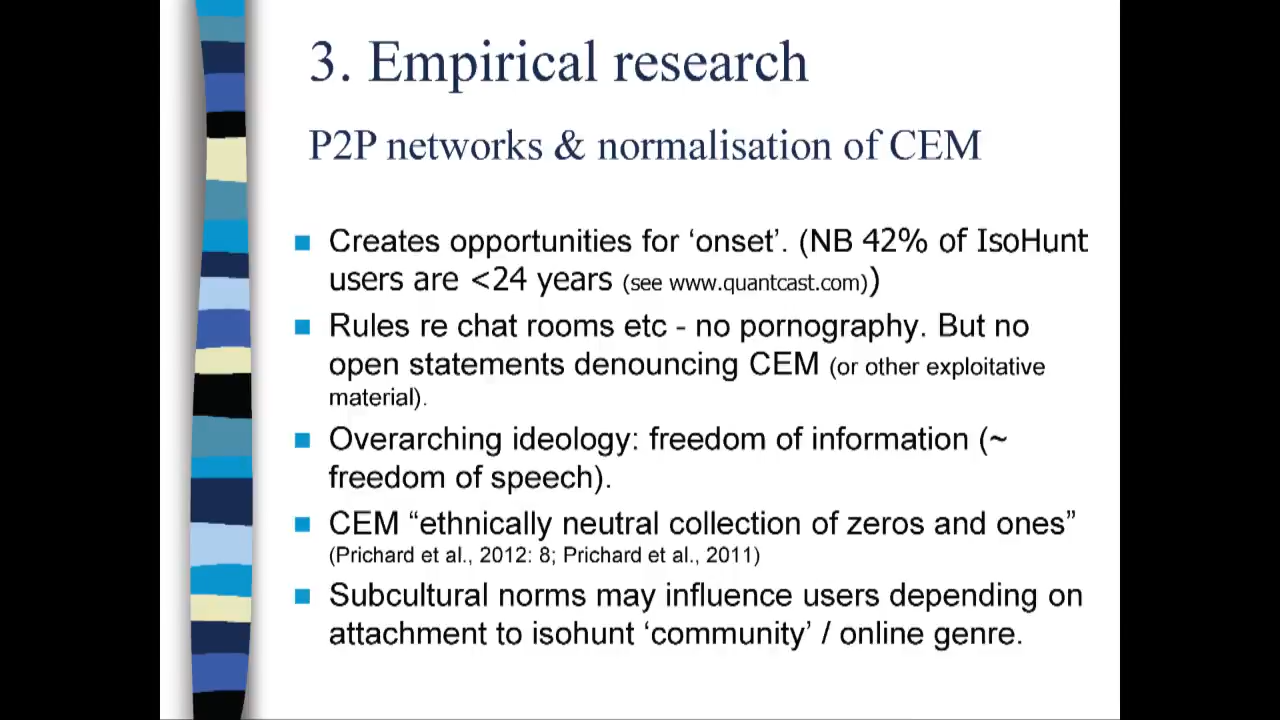 3. Empirical research
P2P networks & normalisation of CEM
Creates opportunities for ‘onset’. (NB 42% of IsoHunt
users are <24 years (see www.quantcast.com))
Rules re chat rooms etc - no pornography. But no
open statements denouncing CEM (or other exploitative
material).
Overarching ideology: freedom of information (~
freedom of speech).
CEM “ethnically neutral collection of zeros and ones”
(Prichard et al., 2012: 8; Prichard et al., 2011)
Subcultural norms may influence users depending on
attachment to isohunt ‘community’ / online genre.